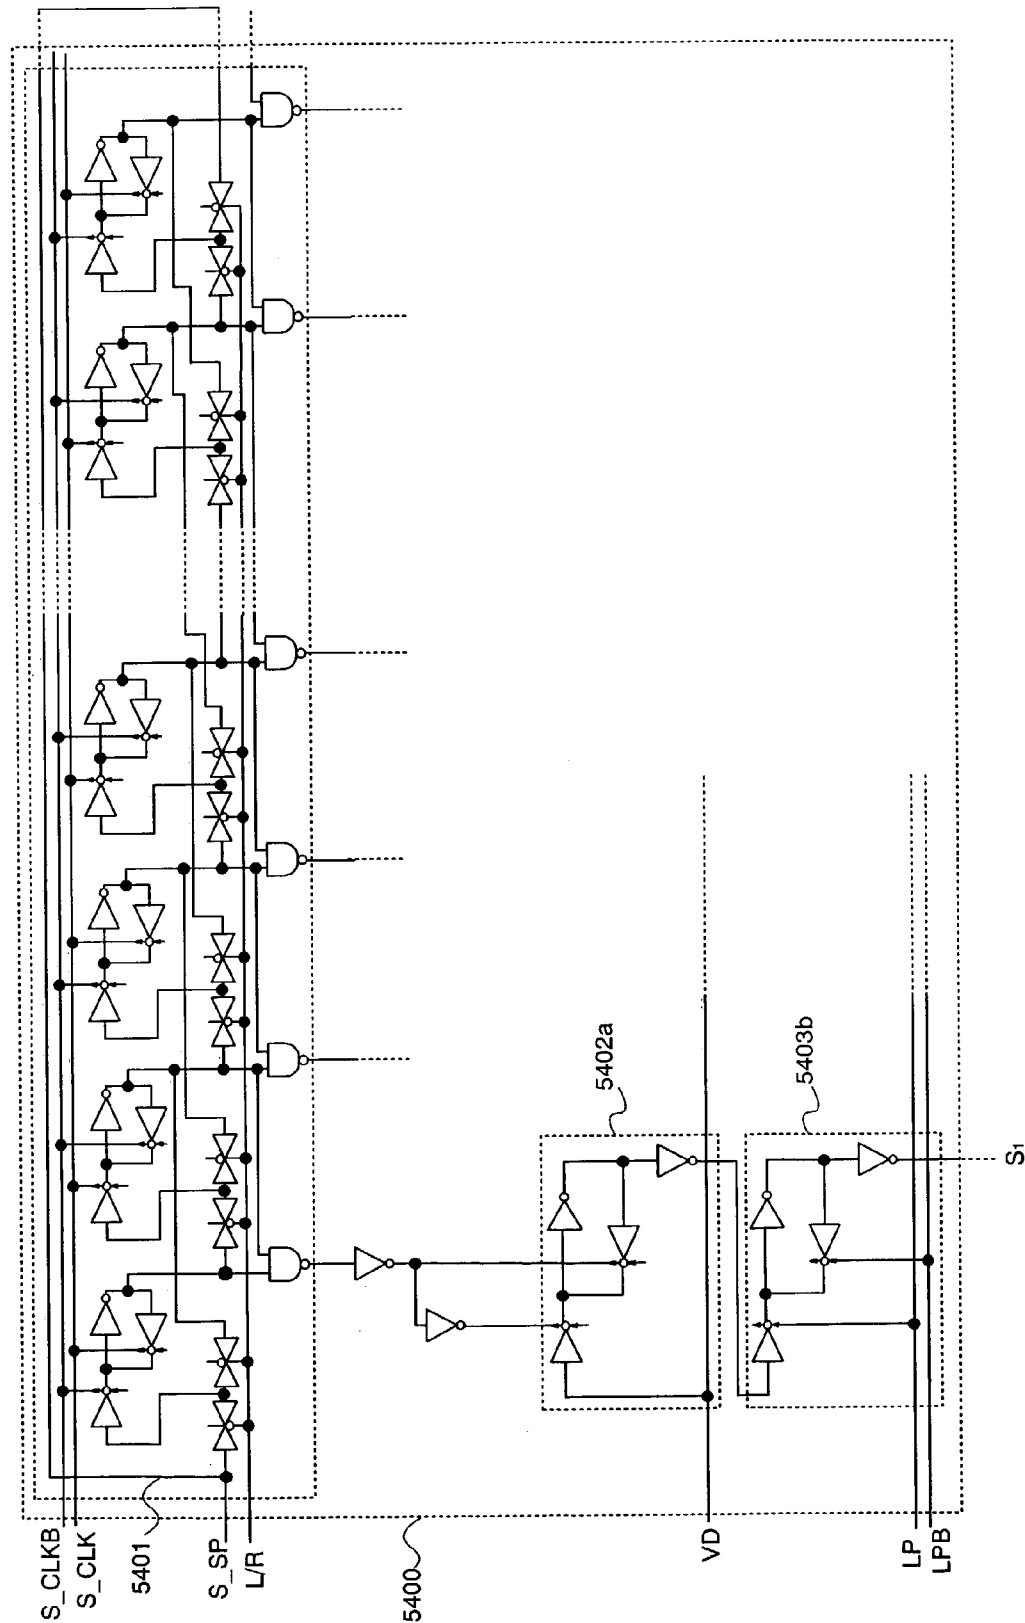 S_CLKB
S_CLK
5401
S_SP
L/R
5400
5402a
5403b
VD
LP
LPB
S1